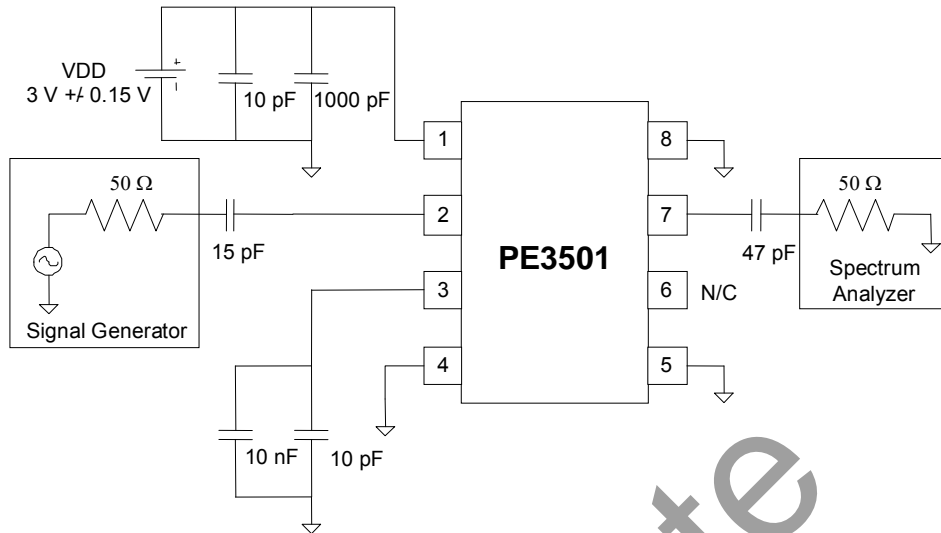 VDD
3 V +/- 0.15 V
+
-
10 pF
1000 pF
50 Ω
15 pF
Signal Generator
1
2
3
4
PE3501
8
7
6
5
N/C
47 pF
50 Ω
Spectrum
Analyzer
10 nF
10 pF